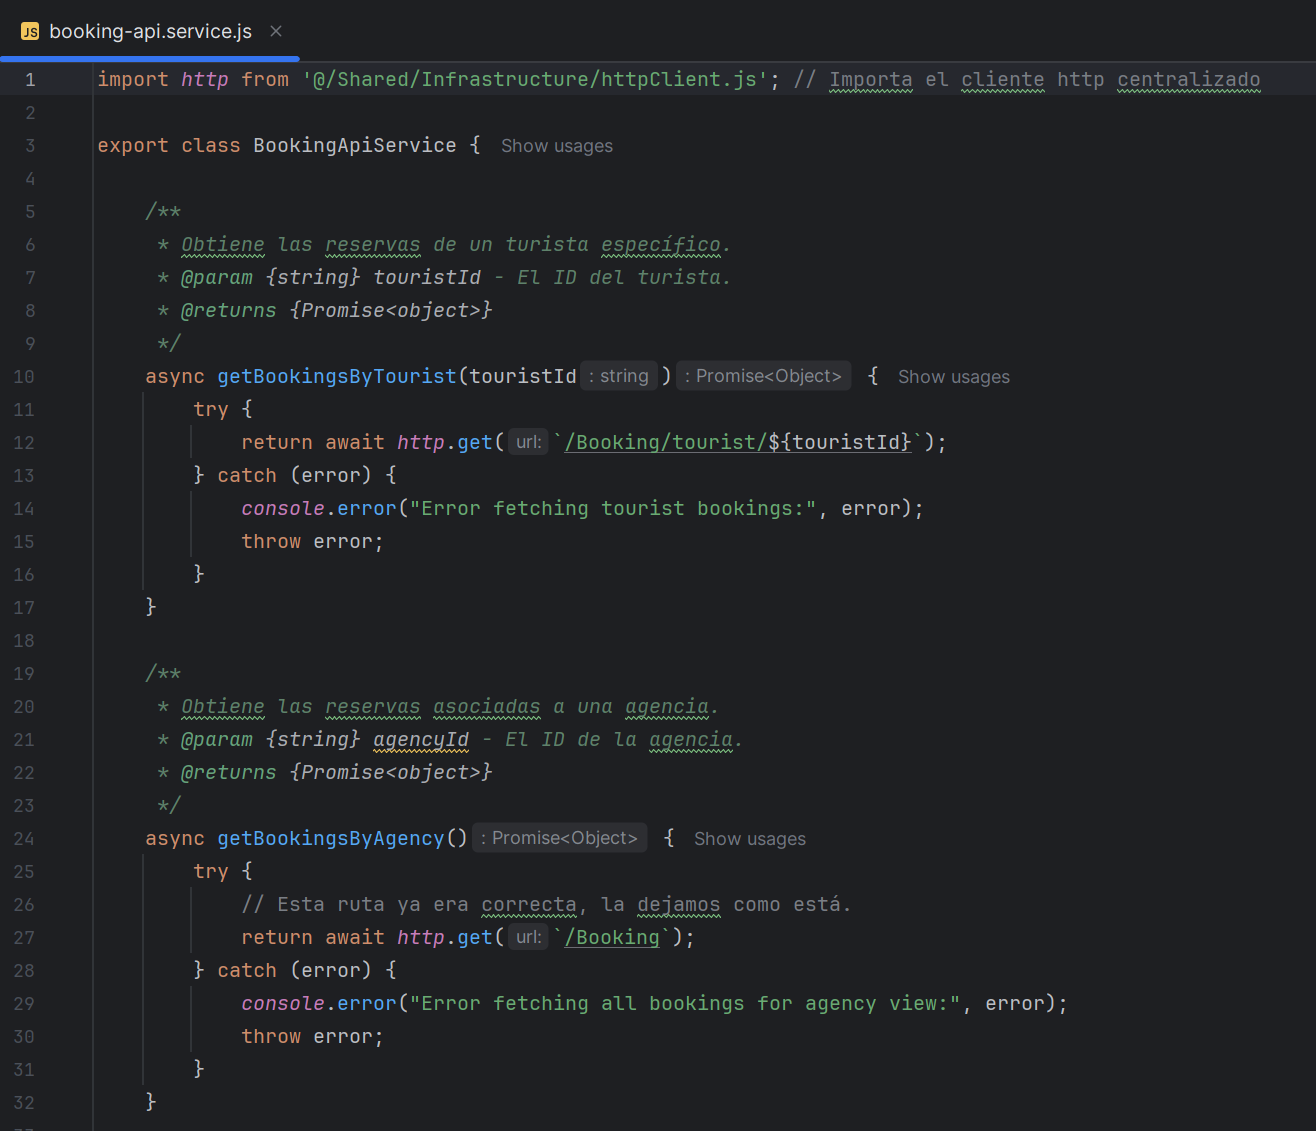 JS booking-api.service.js ×
1 import http from '@/Shared/Infrastructure/httpClient.js'; // Importa el cliente http centralizado
2
3 export class BookingApiService { Show usages
4
5 /**
6 * Obtiene las reservas de un turista específico.
7 * @param {string} touristId - El ID del turista.
8 * @returns {Promise<object>}
9 */
10 async getBookingsByTourist(touristId : string ) : Promise<Object> { Show usages
11 try {
12 return await http.get( url: `/Booking/tourist/${touristId}`);
13 } catch (error) {
14 console.error("Error fetching tourist bookings:", error);
15 throw error;
16 }
17 }
18
19 /**
20 * Obtiene las reservas asociadas a una agencia.
21 * @param {string} agencyId - El ID de la agencia.
22 * @returns {Promise<object>}
23 */
24 async getBookingsByAgency() : Promise<Object> { Show usages
25 try {
26 // Esta ruta ya era correcta, la dejamos como está.
27 return await http.get( url: `/Booking`);
28 } catch (error) {
29 console.error("Error fetching all bookings for agency view:", error);
30 throw error;
31 }
32 }